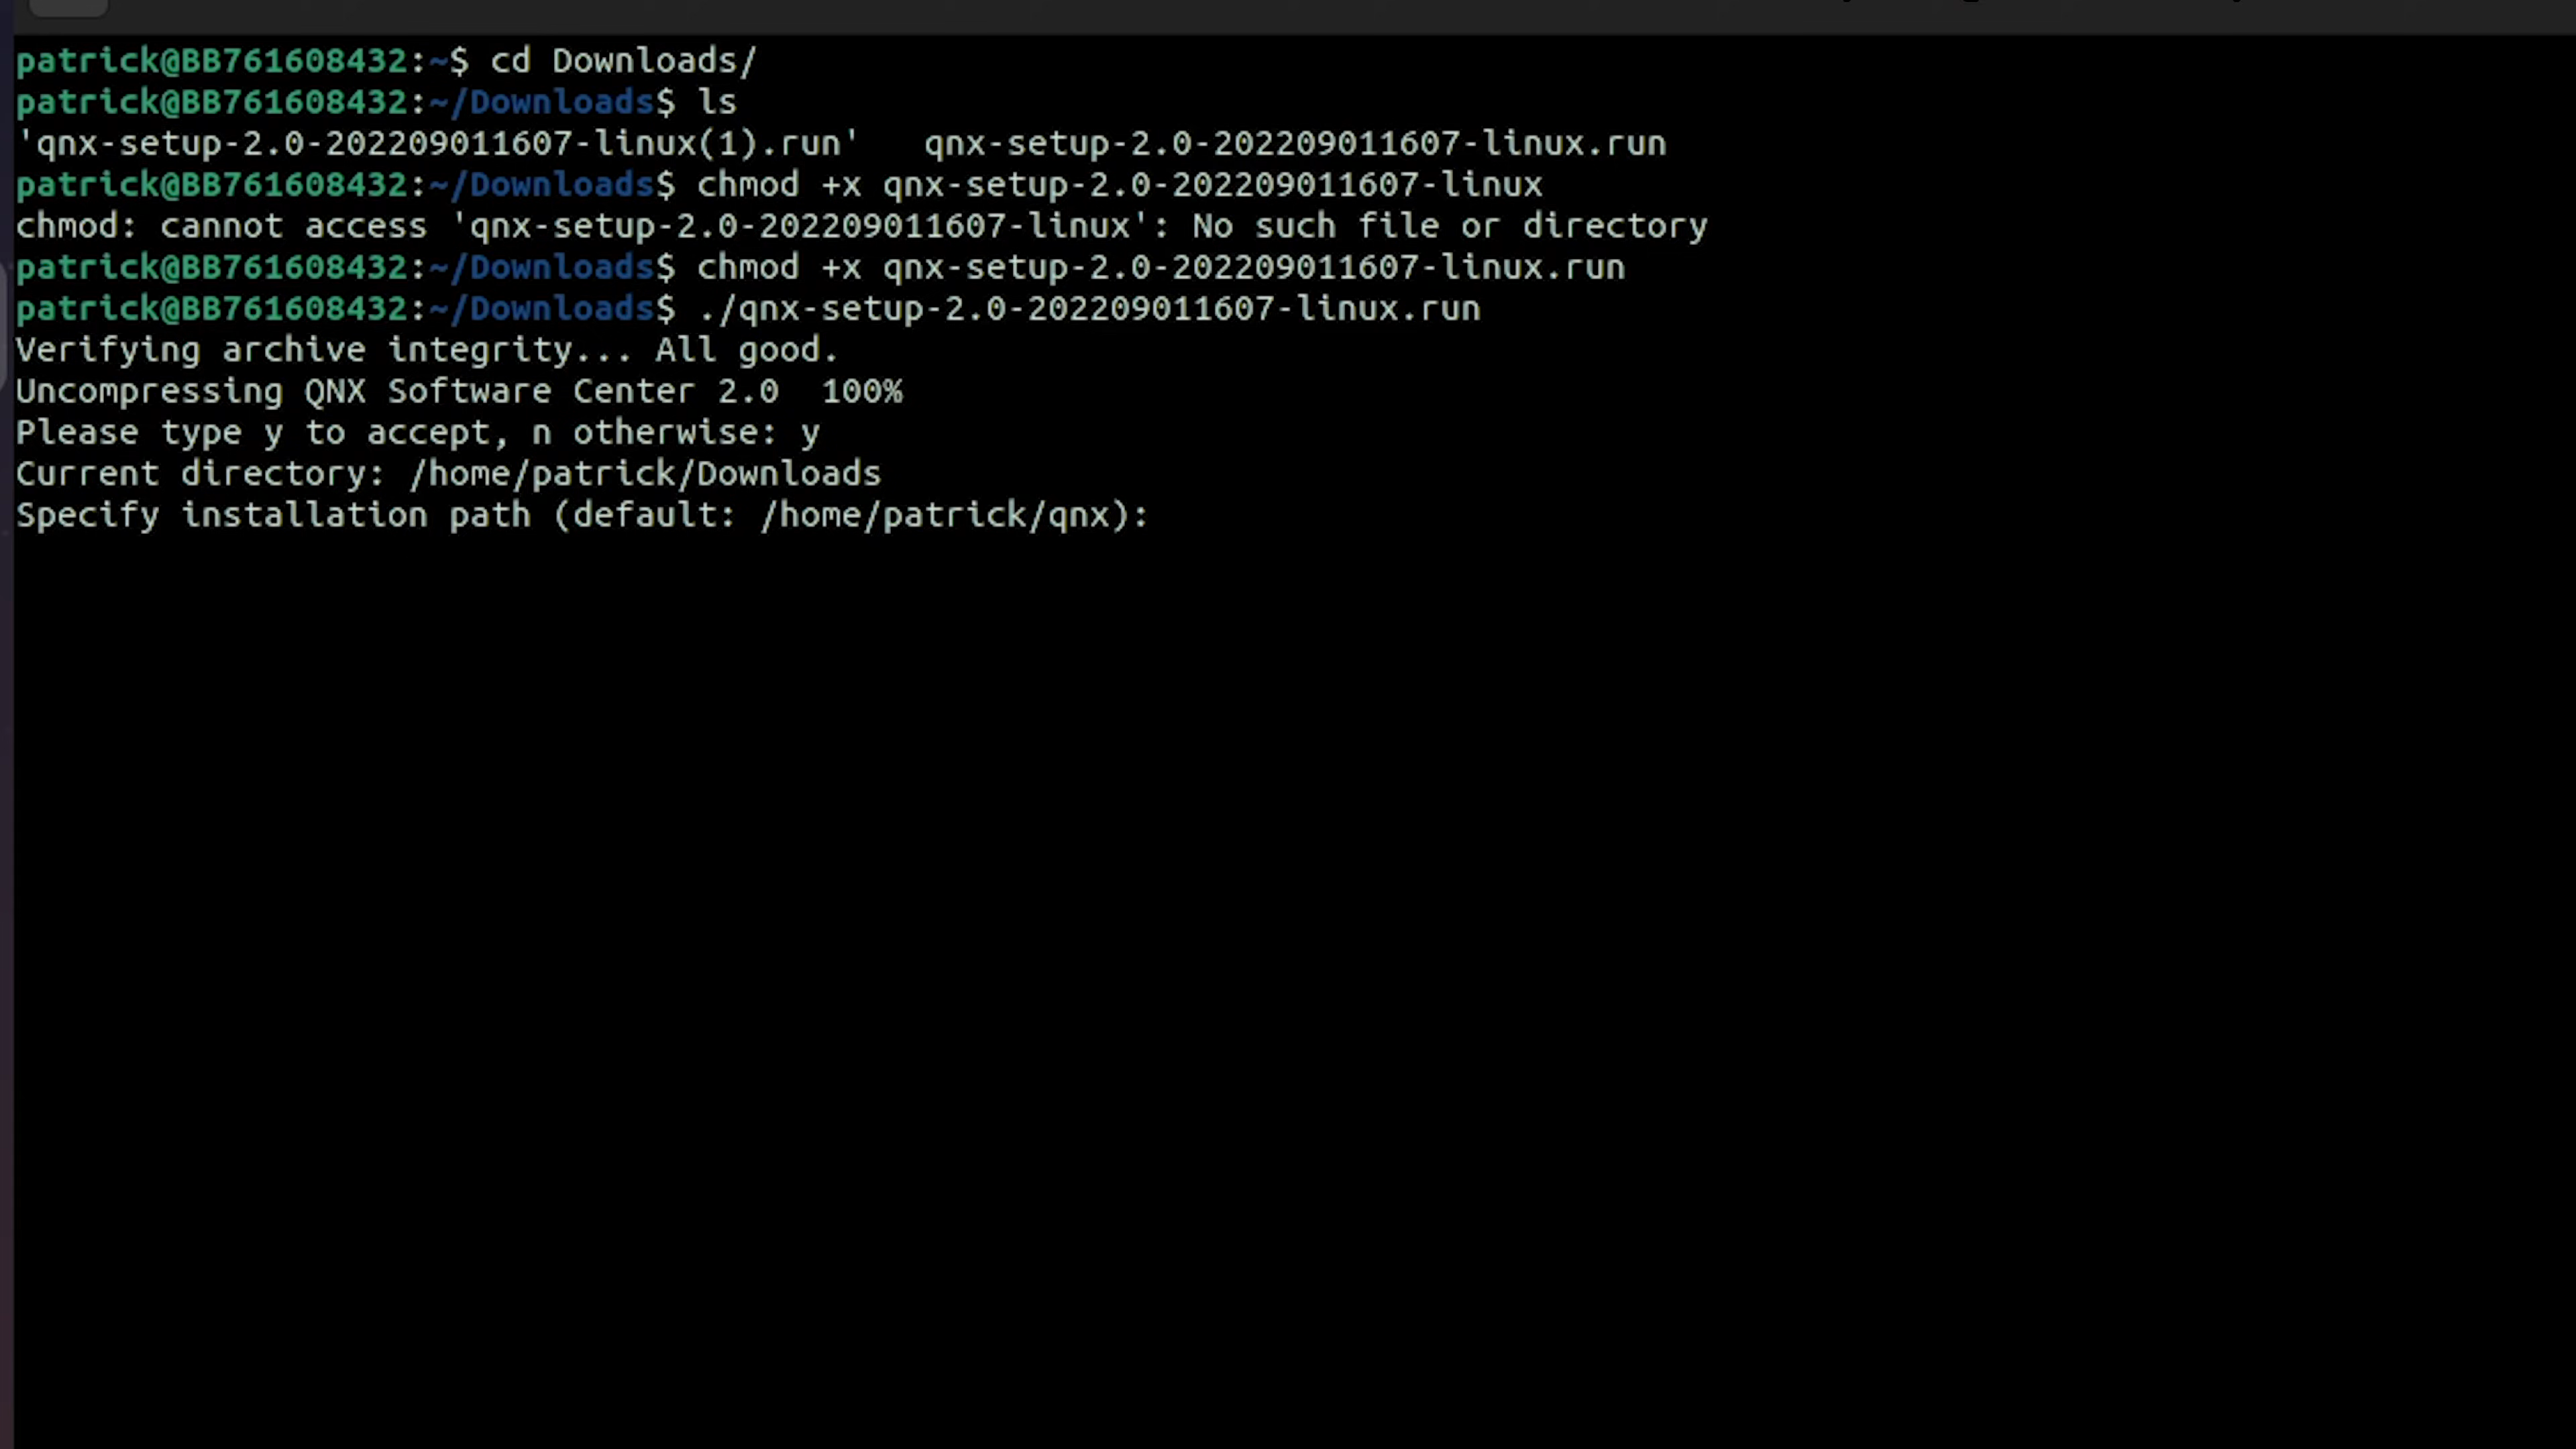 patrick@BB761608432:~$ cd Downloads/
patrick@BB761608432:~/Downloads$ ls
'qnx-setup-2.0-202209011607-linux(1).run'   qnx-setup-2.0-202209011607-linux.run
patrick@BB761608432:~/Downloads$ chmod +x qnx-setup-2.0-202209011607-linux
chmod: cannot access 'qnx-setup-2.0-202209011607-linux': No such file or directory
patrick@BB761608432:~/Downloads$ chmod +x qnx-setup-2.0-202209011607-linux.run
patrick@BB761608432:~/Downloads$ ./qnx-setup-2.0-202209011607-linux.run
Verifying archive integrity... All good.
Uncompressing QNX Software Center 2.0  100%
Please type y to accept, n otherwise: y
Current directory: /home/patrick/Downloads
Specify installation path (default: /home/patrick/qnx):